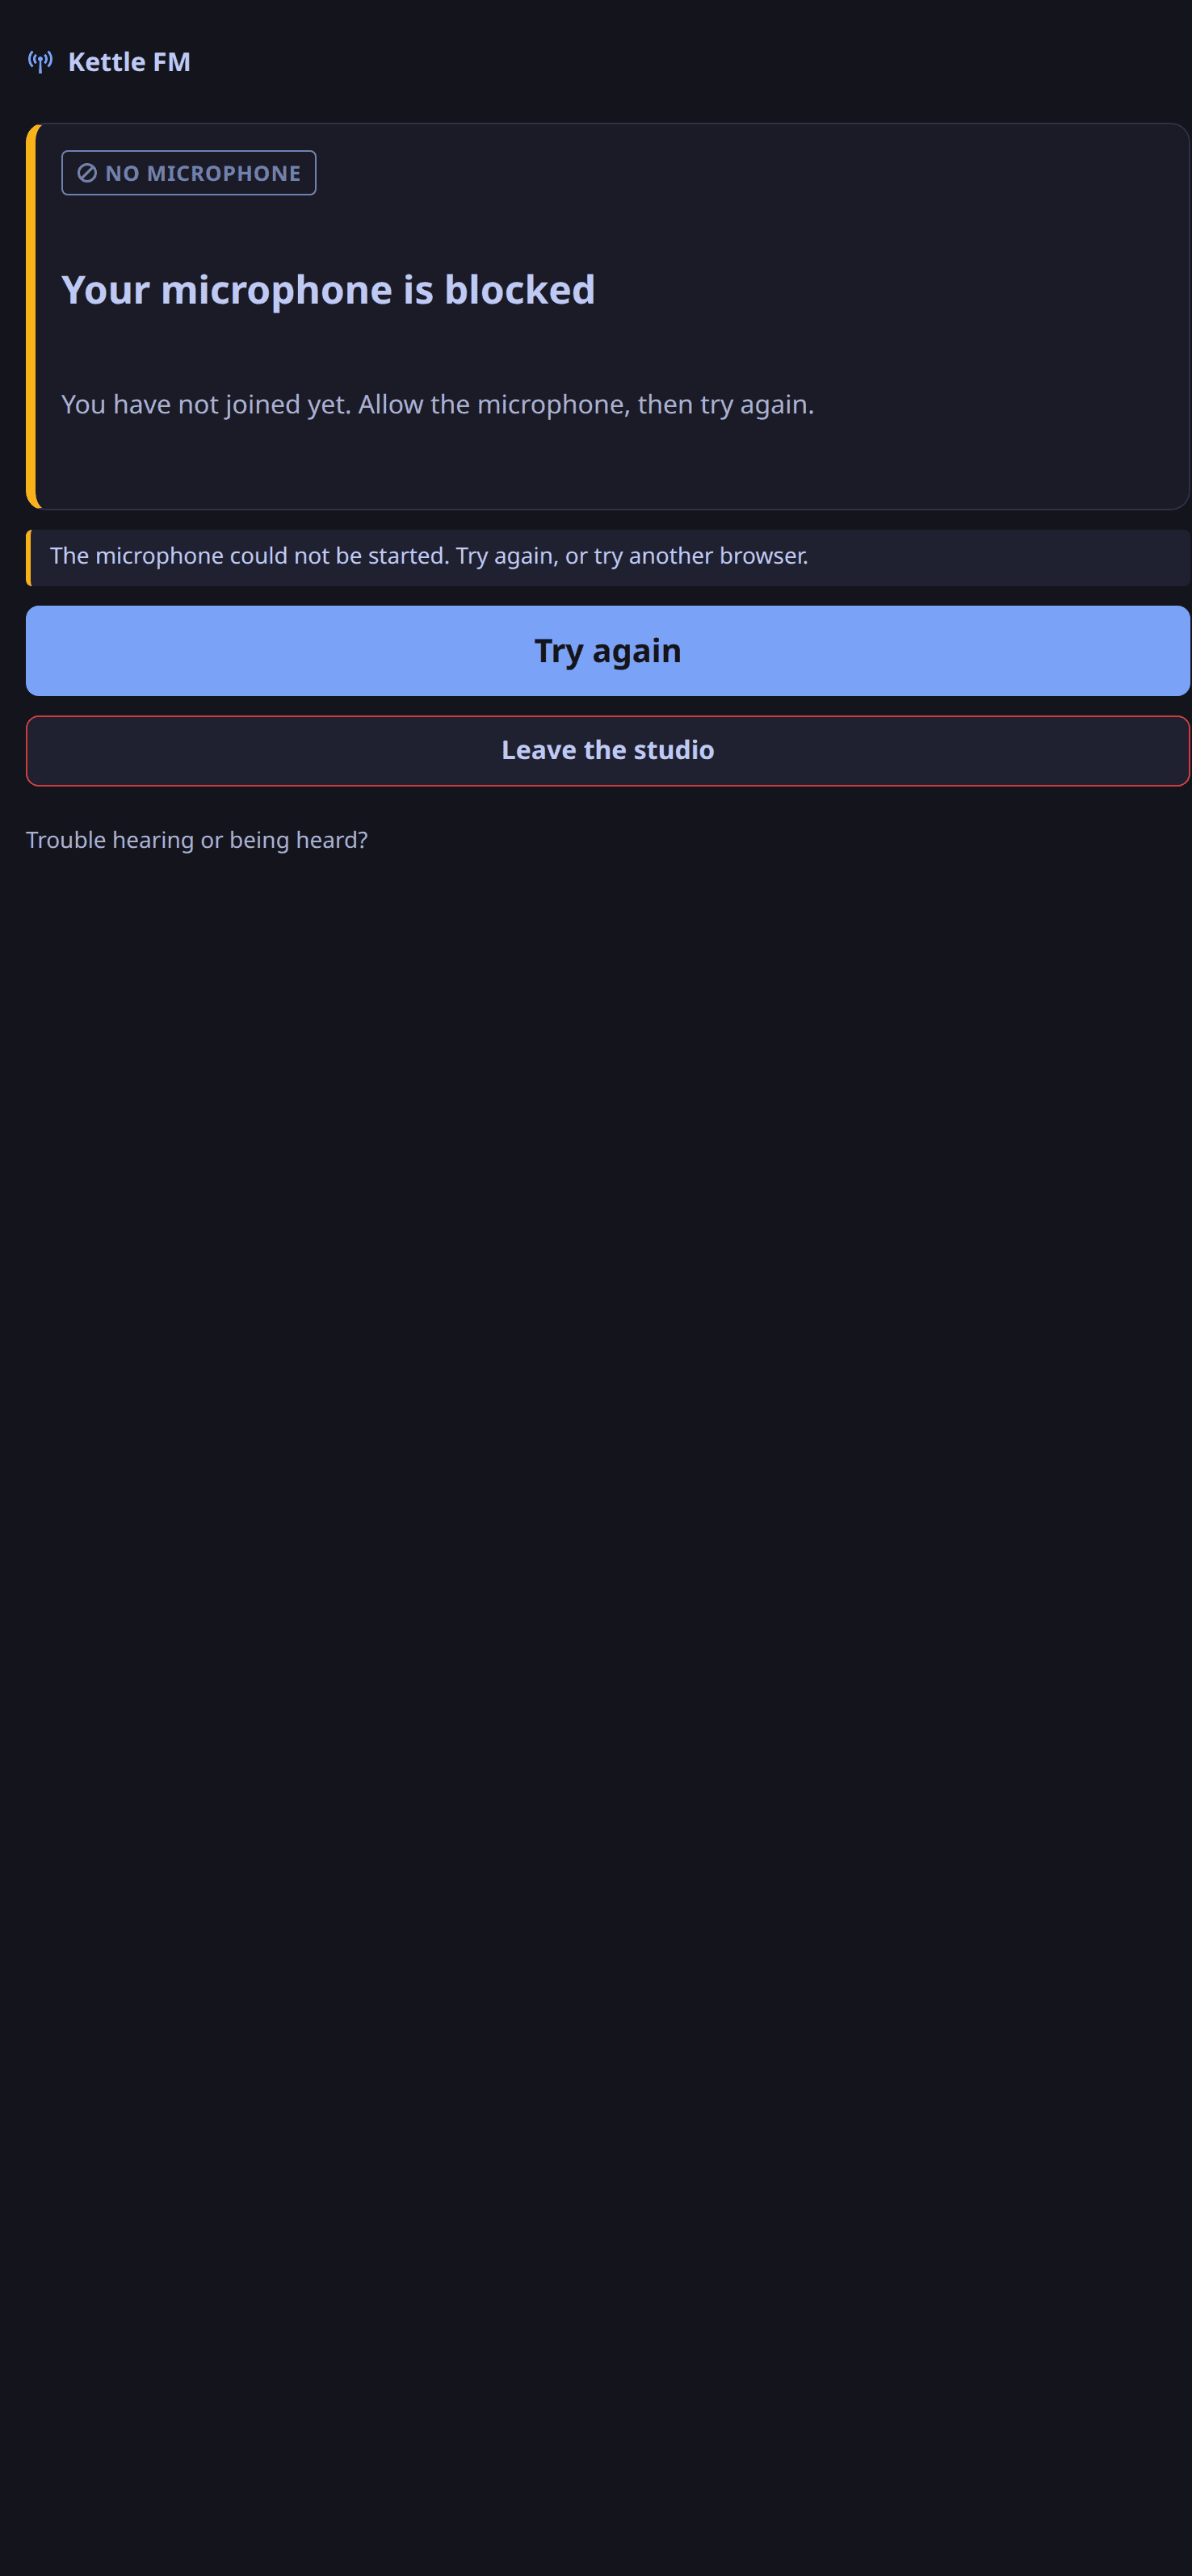 Kettle FM
NO MICROPHONE
Your microphone is blocked
You have not joined yet. Allow the microphone, then try again.
The microphone could not be started. Try again, or try another browser.
Try again
Leave the studio
Trouble hearing or being heard?